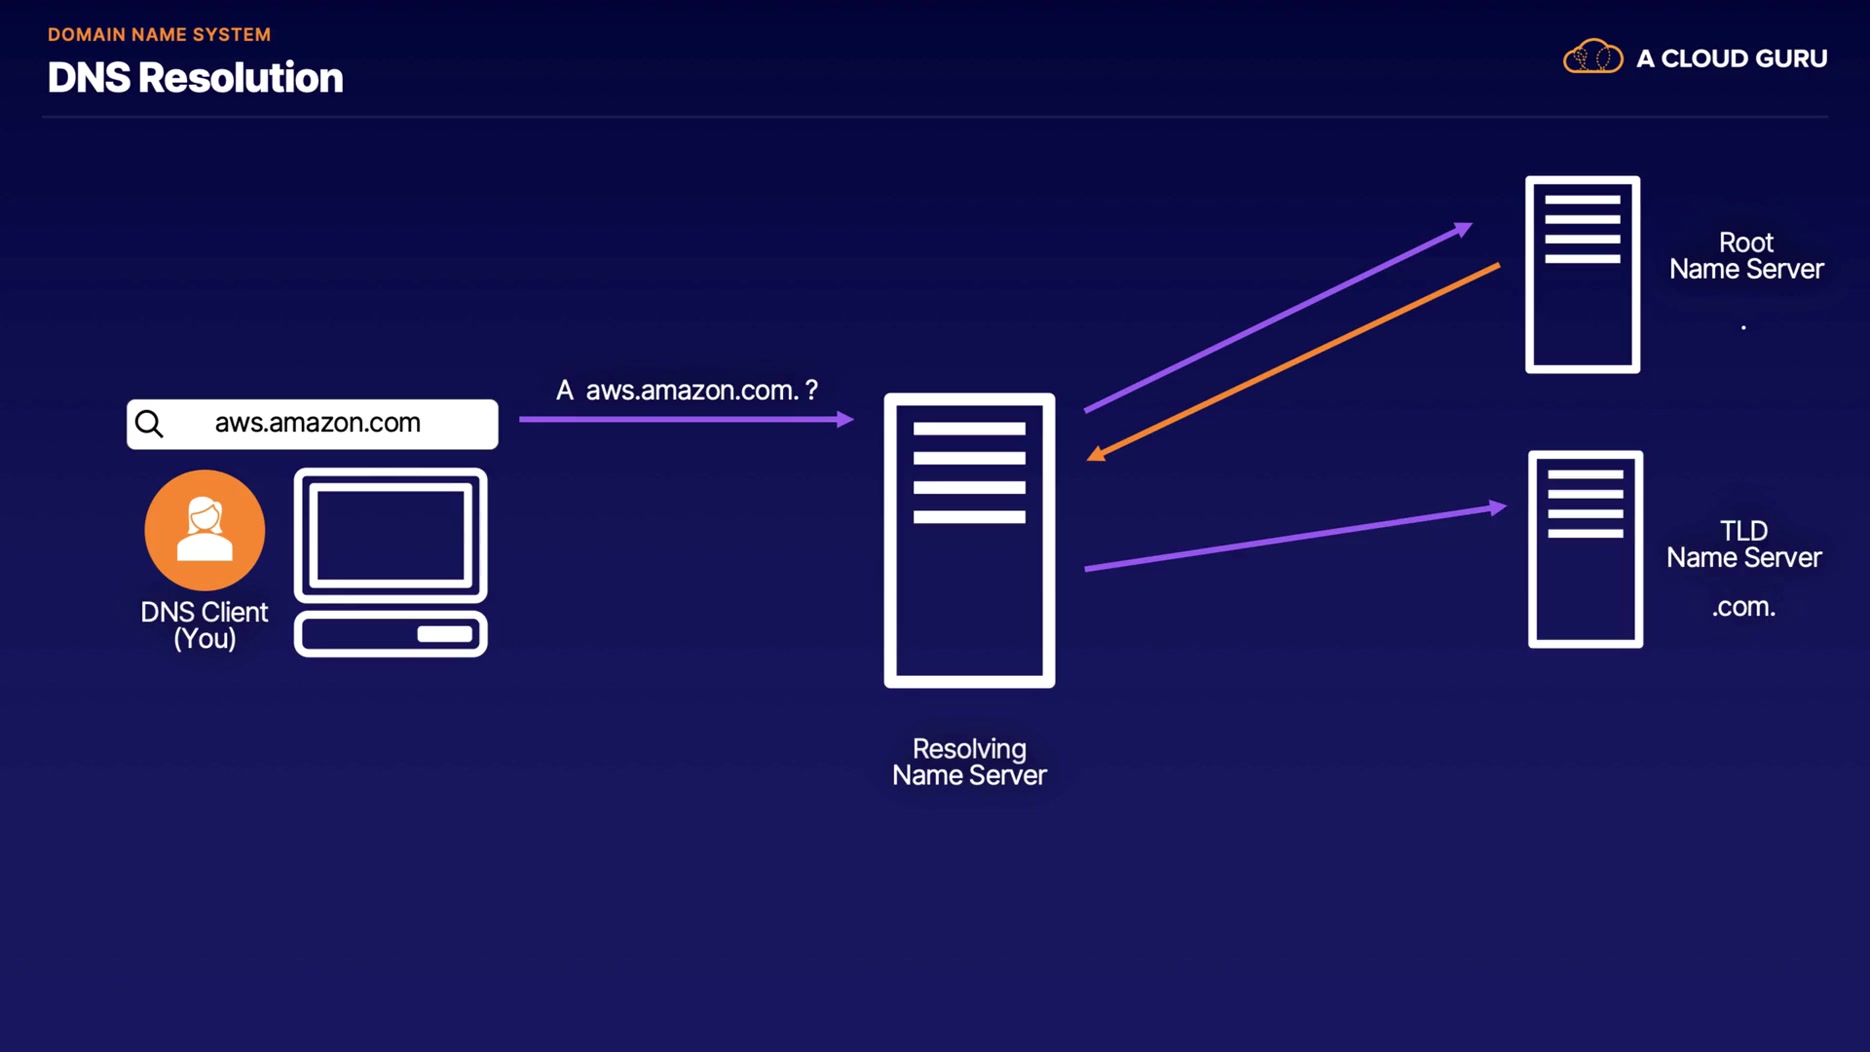 DOMAIN NAME SYSTEM
DNS Resolution
A CLOUD GURU
Root
Name Server
.
A aws.amazon.com. ?
aws.amazon.com
DNS Client
(You)
TLD
Name Server
.com.
Resolving
Name Server